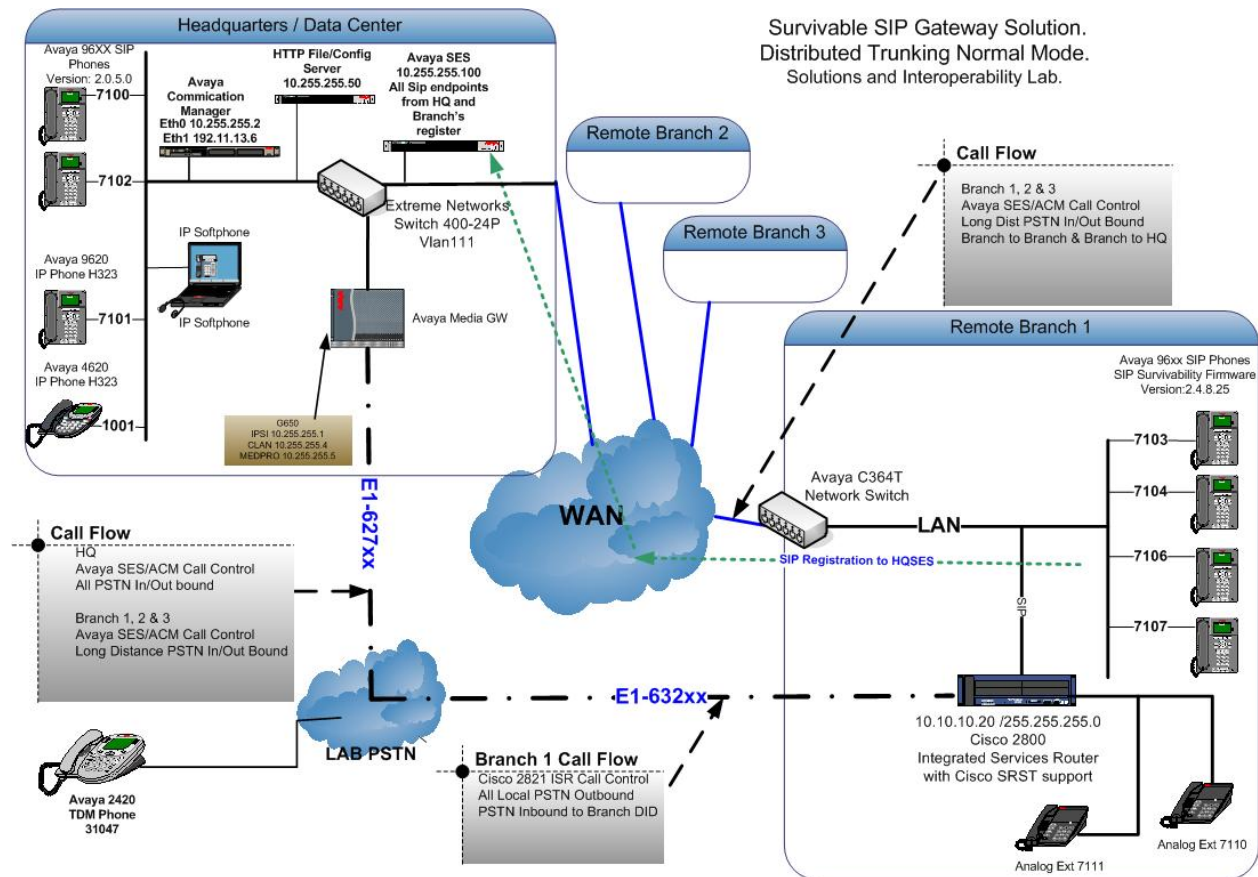 Headquarters / Data Center
Avaya 96XX SIP
Phones
Version: 2.0.5.0
7100
7102
Avaya
Commication
Manager
Eth0 10.255.255.2
Eth1 192.11.13.6
HTTP File/Config
Server
10.255.255.50
Avaya SES
10.255.255.100
All Sip endpoints
from HQ and
Branch's
register
Extreme Networks
Switch 400-24P
Vlan111
IP Softphone
IP Softphone
Avaya 9620
IP Phone H323
7101
Avaya Media GW
Avaya 4620
IP Phone H323
1001
G650
IPSI 10.255.255.1
CLAN 10.255.255.4
MEDPRO 10.255.255.5
Survivable SIP Gateway Solution.
Distributed Trunking Normal Mode.
Solutions and Interoperability Lab.
Remote Branch 2
Remote Branch 3
Call Flow
Branch 1, 2 & 3
Avaya SES/ACM Call Control
Long Dist PSTN In/Out Bound
Branch to Branch & Branch to HQ
Remote Branch 1
Avaya 96xx SIP Phones
SIP Survivability Firmware
Version:2.4.8.25
7103
7104
7106
7107
Avaya C364T
Network Switch
WAN
LAN
SIP Registration to HQSES
SIP
E1-627xx
Call Flow
HQ
Avaya SES/ACM Call Control
All PSTN In/Out bound
Branch 1, 2 & 3
Avaya SES/ACM Call Control
Long Distance PSTN In/Out Bound
E1-632xx
LAB PSTN
Avaya 2420
TDM Phone
31047
Branch 1 Call Flow
Cisco 2821 ISR Call Control
All Local PSTN Outbound
PSTN Inbound to Branch DID
10.10.10.20 /255.255.255.0
Cisco 2800
Integrated Services Router
with Cisco SRST support
Analog Ext 7111
Analog Ext 7110